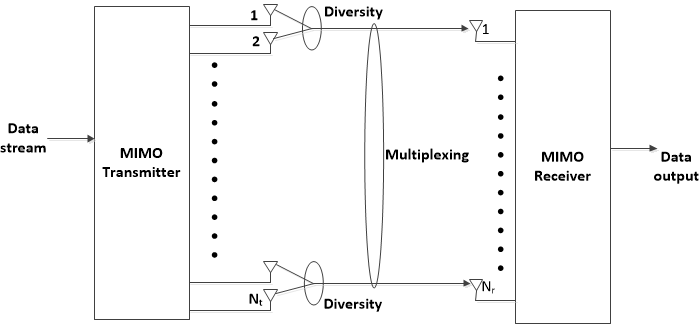 1
Diversity
2
1
Data
stream
MIMO
Transmitter
Multiplexing
MIMO
Receiver
Data
output
Nt
Diversity
Nr